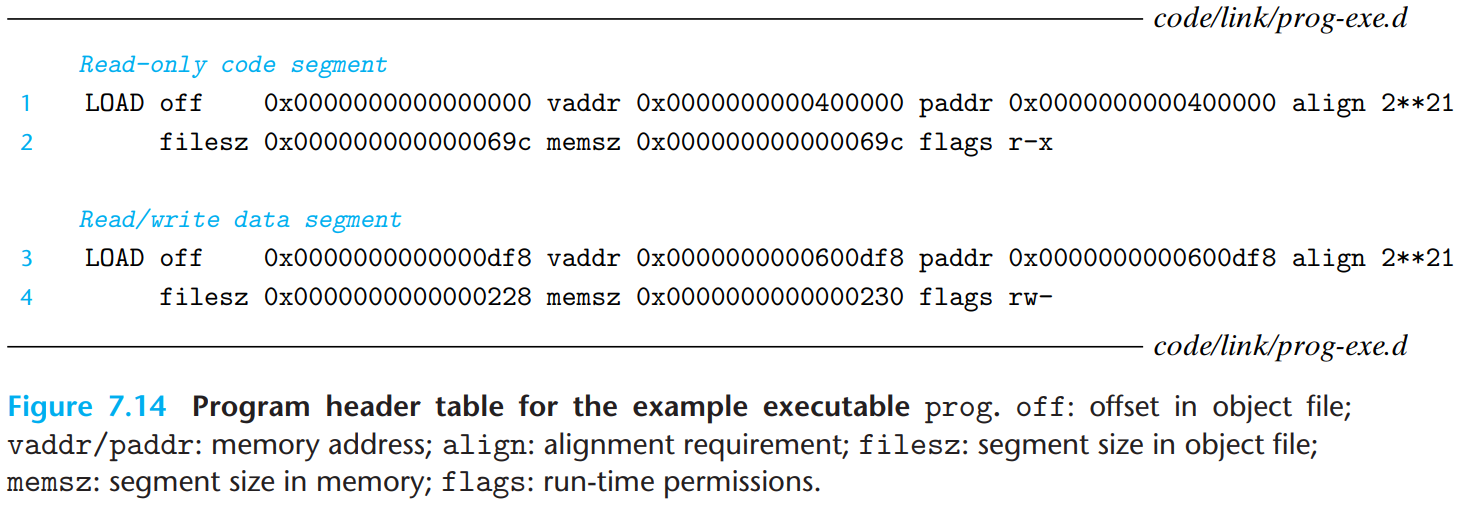 code/link/prog-exe.d
Read-only code segment
1 LOAD off 0x0000000000000000 vaddr 0x0000000000400000 paddr 0x0000000000400000 align 2**21
2 filesz 0x000000000000069c memsz 0x000000000000069c flags r-x
Read/write data segment
3 LOAD off 0x0000000000000df8 vaddr 0x0000000000600df8 paddr 0x0000000000600df8 align 2**21
4 filesz 0x0000000000000228 memsz 0x0000000000000230 flags rw-
code/link/prog-exe.d
Figure 7.14 Program header table for the example executable prog. off: offset in object file;
vaddr/paddr: memory address; align: alignment requirement; filesz: segment size in object file;
memsz: segment size in memory; flags: run-time permissions.